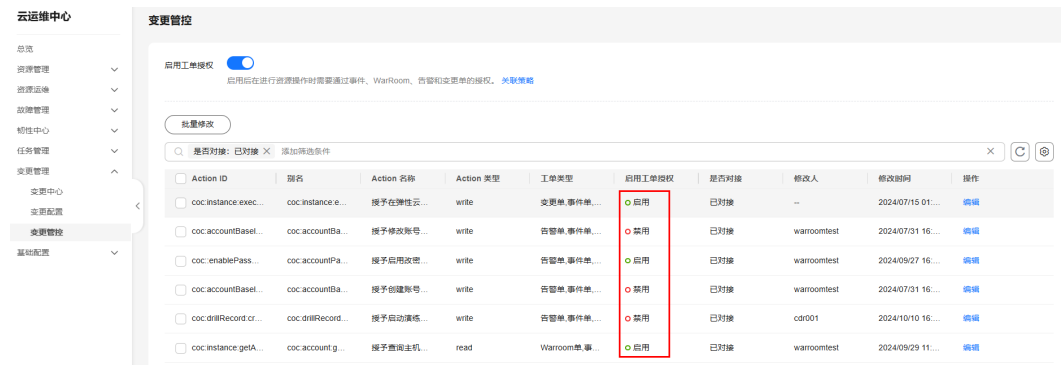 云运维中心
总览
资源管理
资源运维
故障管理
韧性中心
任务管理
变更管理
变更中心
变更配置
变更管控
基础配置
变更管控
启用工单授权
启用后在进行资源操作时需要通过事件、WarRoom、告警和变更单的授权。 关联策略
批量修改
是否对接: 已对接 添加筛选条件
Action ID 别名 Action 名称 Action 类型 工单类型 启用工单授权 是否对接 修改人 修改时间 操作
coc:instance:exec... coc:instance:e... 授予在弹性云... write 变更单,事件单,... 启用 已对接 -- 2024/07/15 01:... 编辑
coc:accountBasel... coc:accountBa... 授予修改账号... write 告警单,事件单,... 禁用 已对接 warroomtest 2024/07/31 16:... 编辑
coc::enablePass... coc:accountPa... 授予启用改密... write 告警单,事件单,... 启用 已对接 warroomtest 2024/09/27 16:... 编辑
coc:accountBasel... coc:accountBa... 授予创建账号... write 告警单,事件单,... 禁用 已对接 warroomtest 2024/07/31 16:... 编辑
coc:drillRecord:cr... coc:drillRecord... 授予启动演练... write 告警单,事件单,... 禁用 已对接 cdr001 2024/10/10 16:... 编辑
coc:instance:getA... coc:account:g... 授予查询主机... read Warroom单,事... 启用 已对接 warroomtest 2024/09/29 11:... 编辑